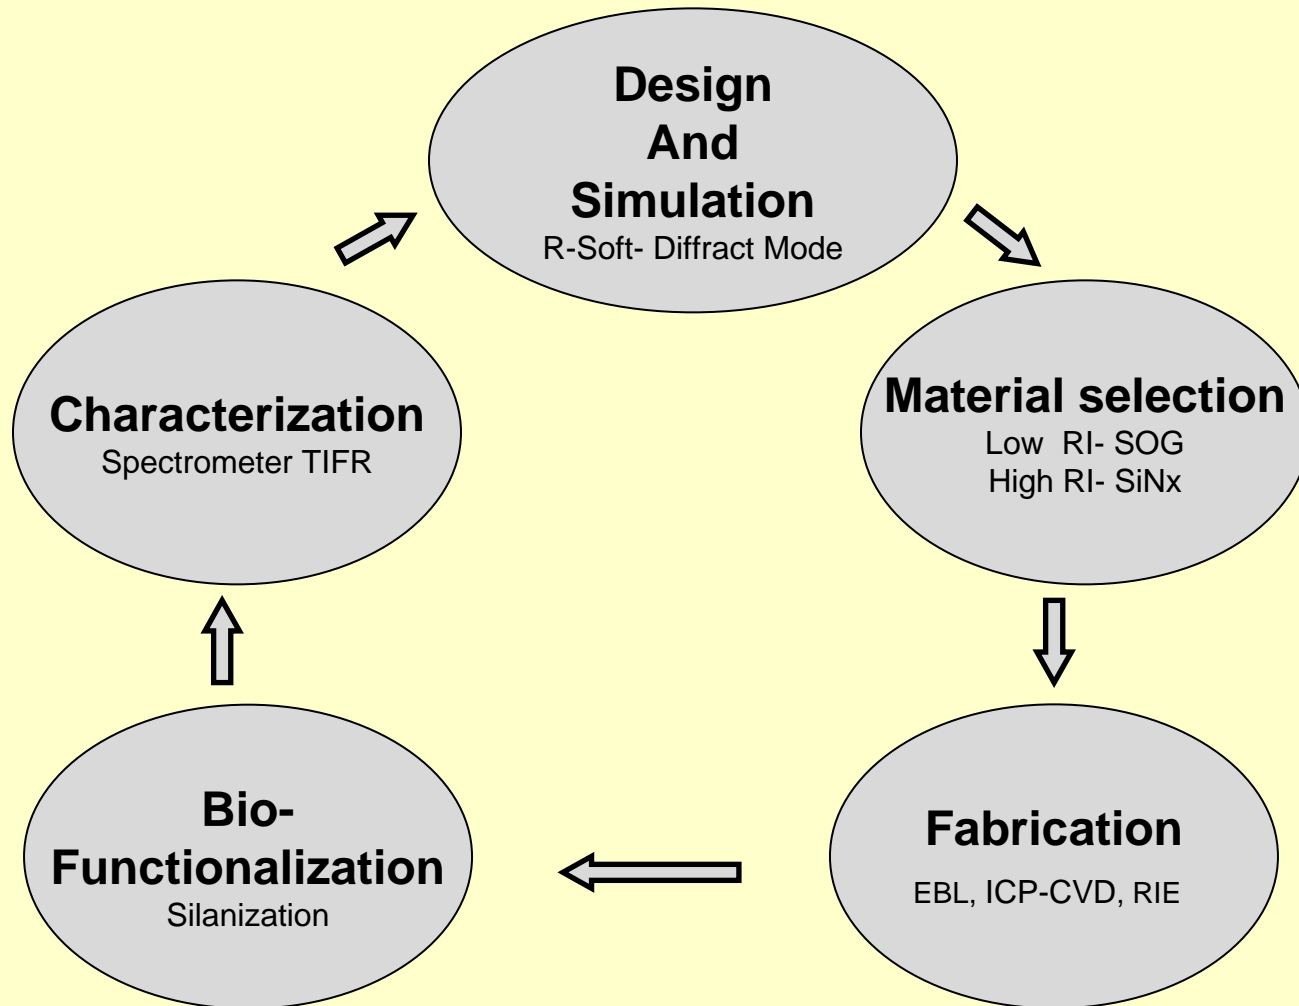 Design
And
Simulation
R-Soft- Diffract Mode
Material selection
Low RI- SOG
High RI- SiNx
Fabrication
EBL, ICP-CVD, RIE
Bio-
Functionalization
Silanization
Characterization
Spectrometer TIFR